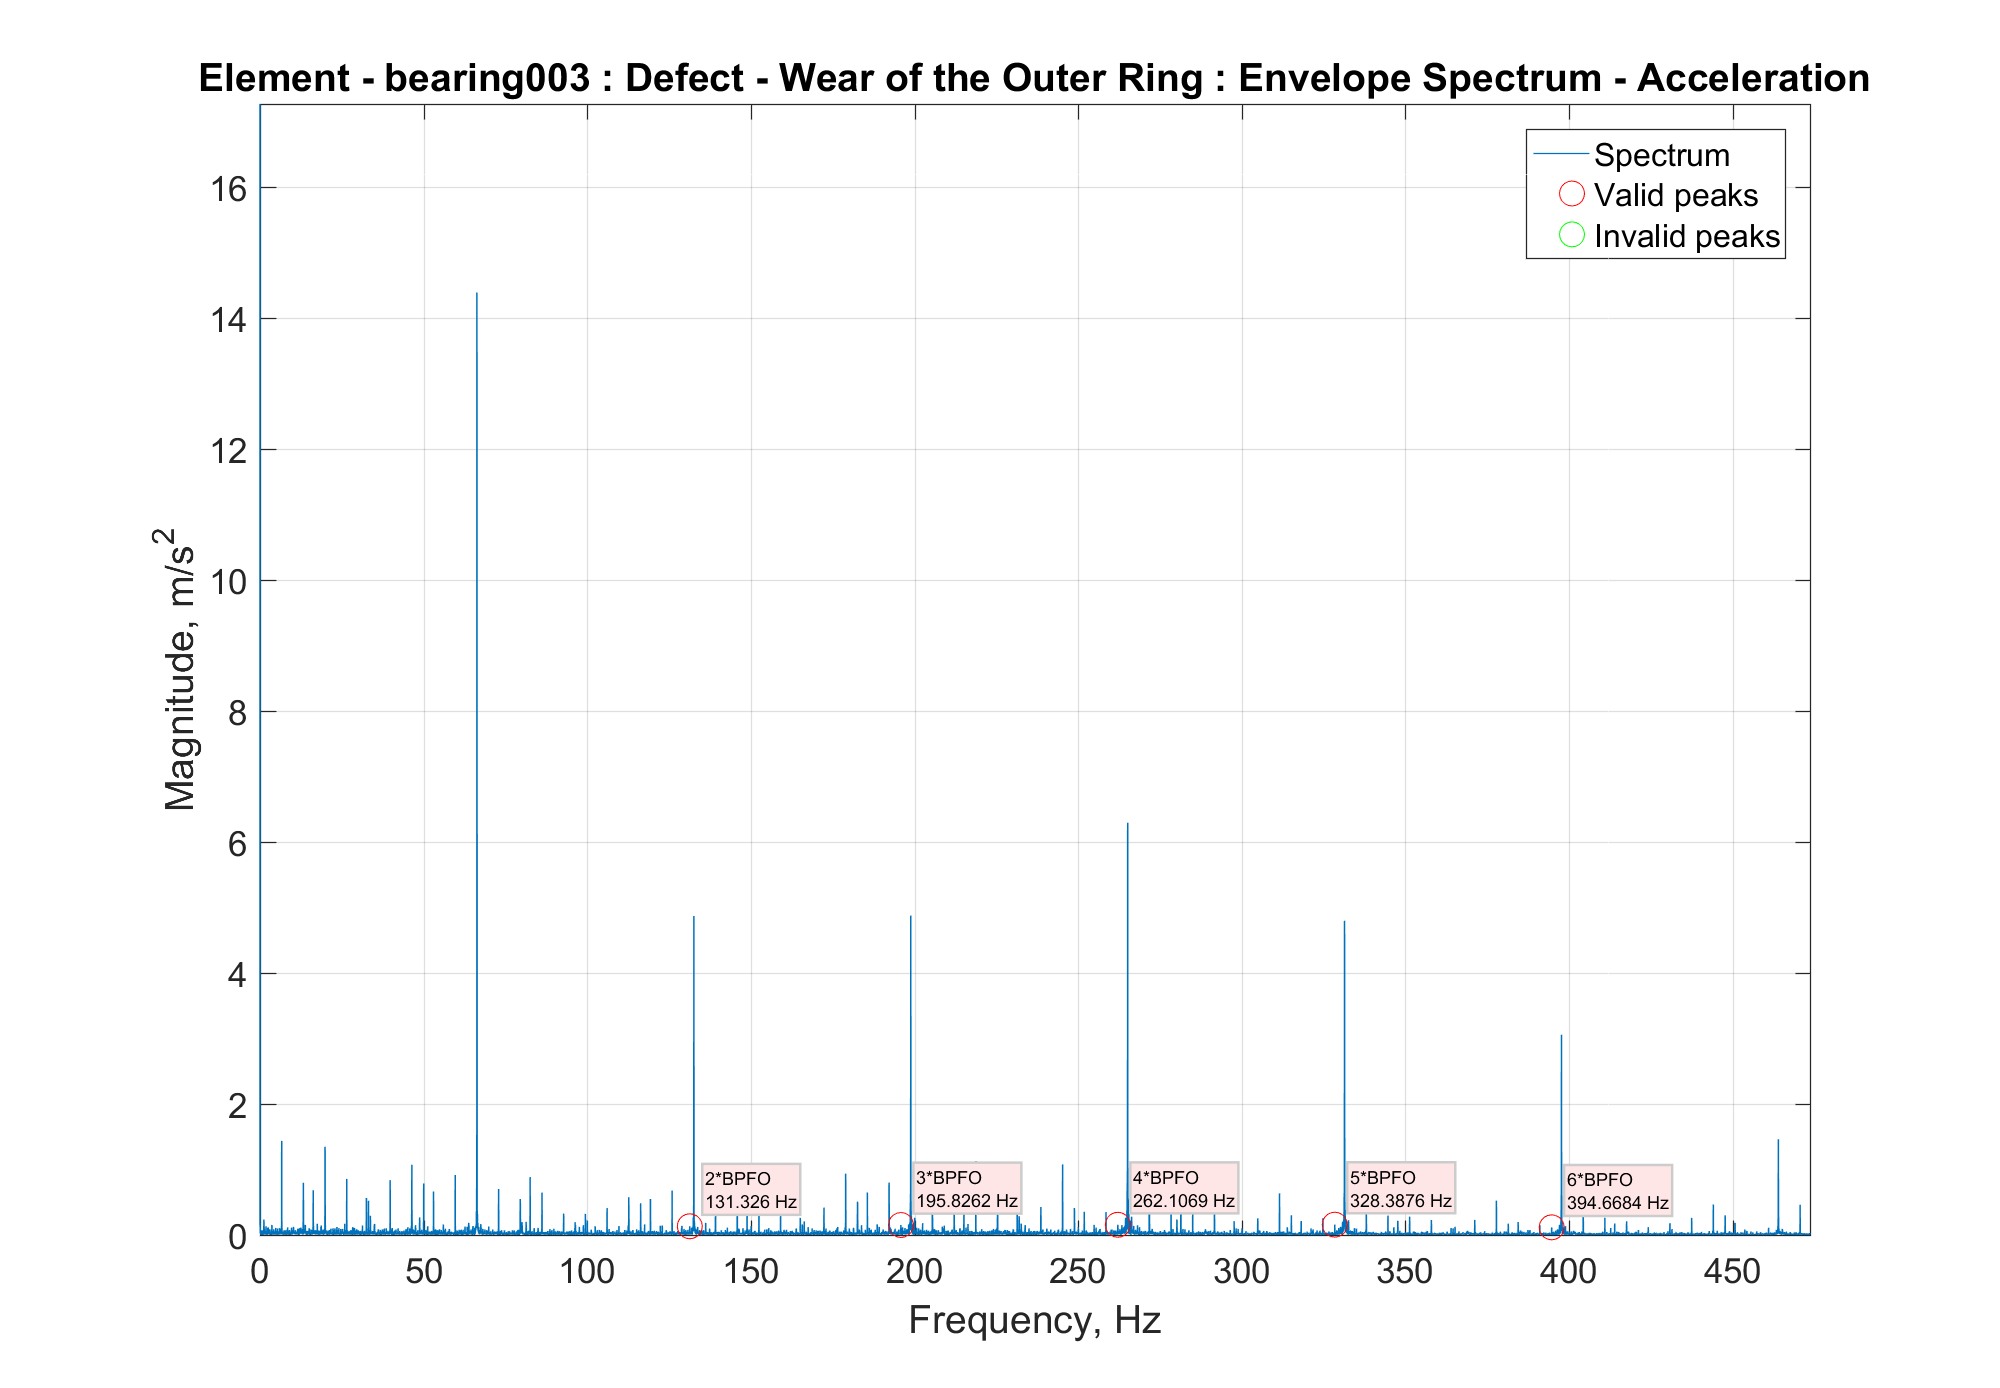 Element - bearing003 : Defect - Wear of the Outer Ring : Envelope Spectrum - Acceleration
Spectrum
Valid peaks
Invalid peaks
Magnitude, m/s2
16
14
12
10
8
6
4
2
0
2*BPFO
131.326 Hz
3*BPFO
195.8262 Hz
4*BPFO
262.1069 Hz
5*BPFO
328.3876 Hz
6*BPFO
394.6684 Hz
0 50 100 150 200 250 300 350 400 450
Frequency, Hz